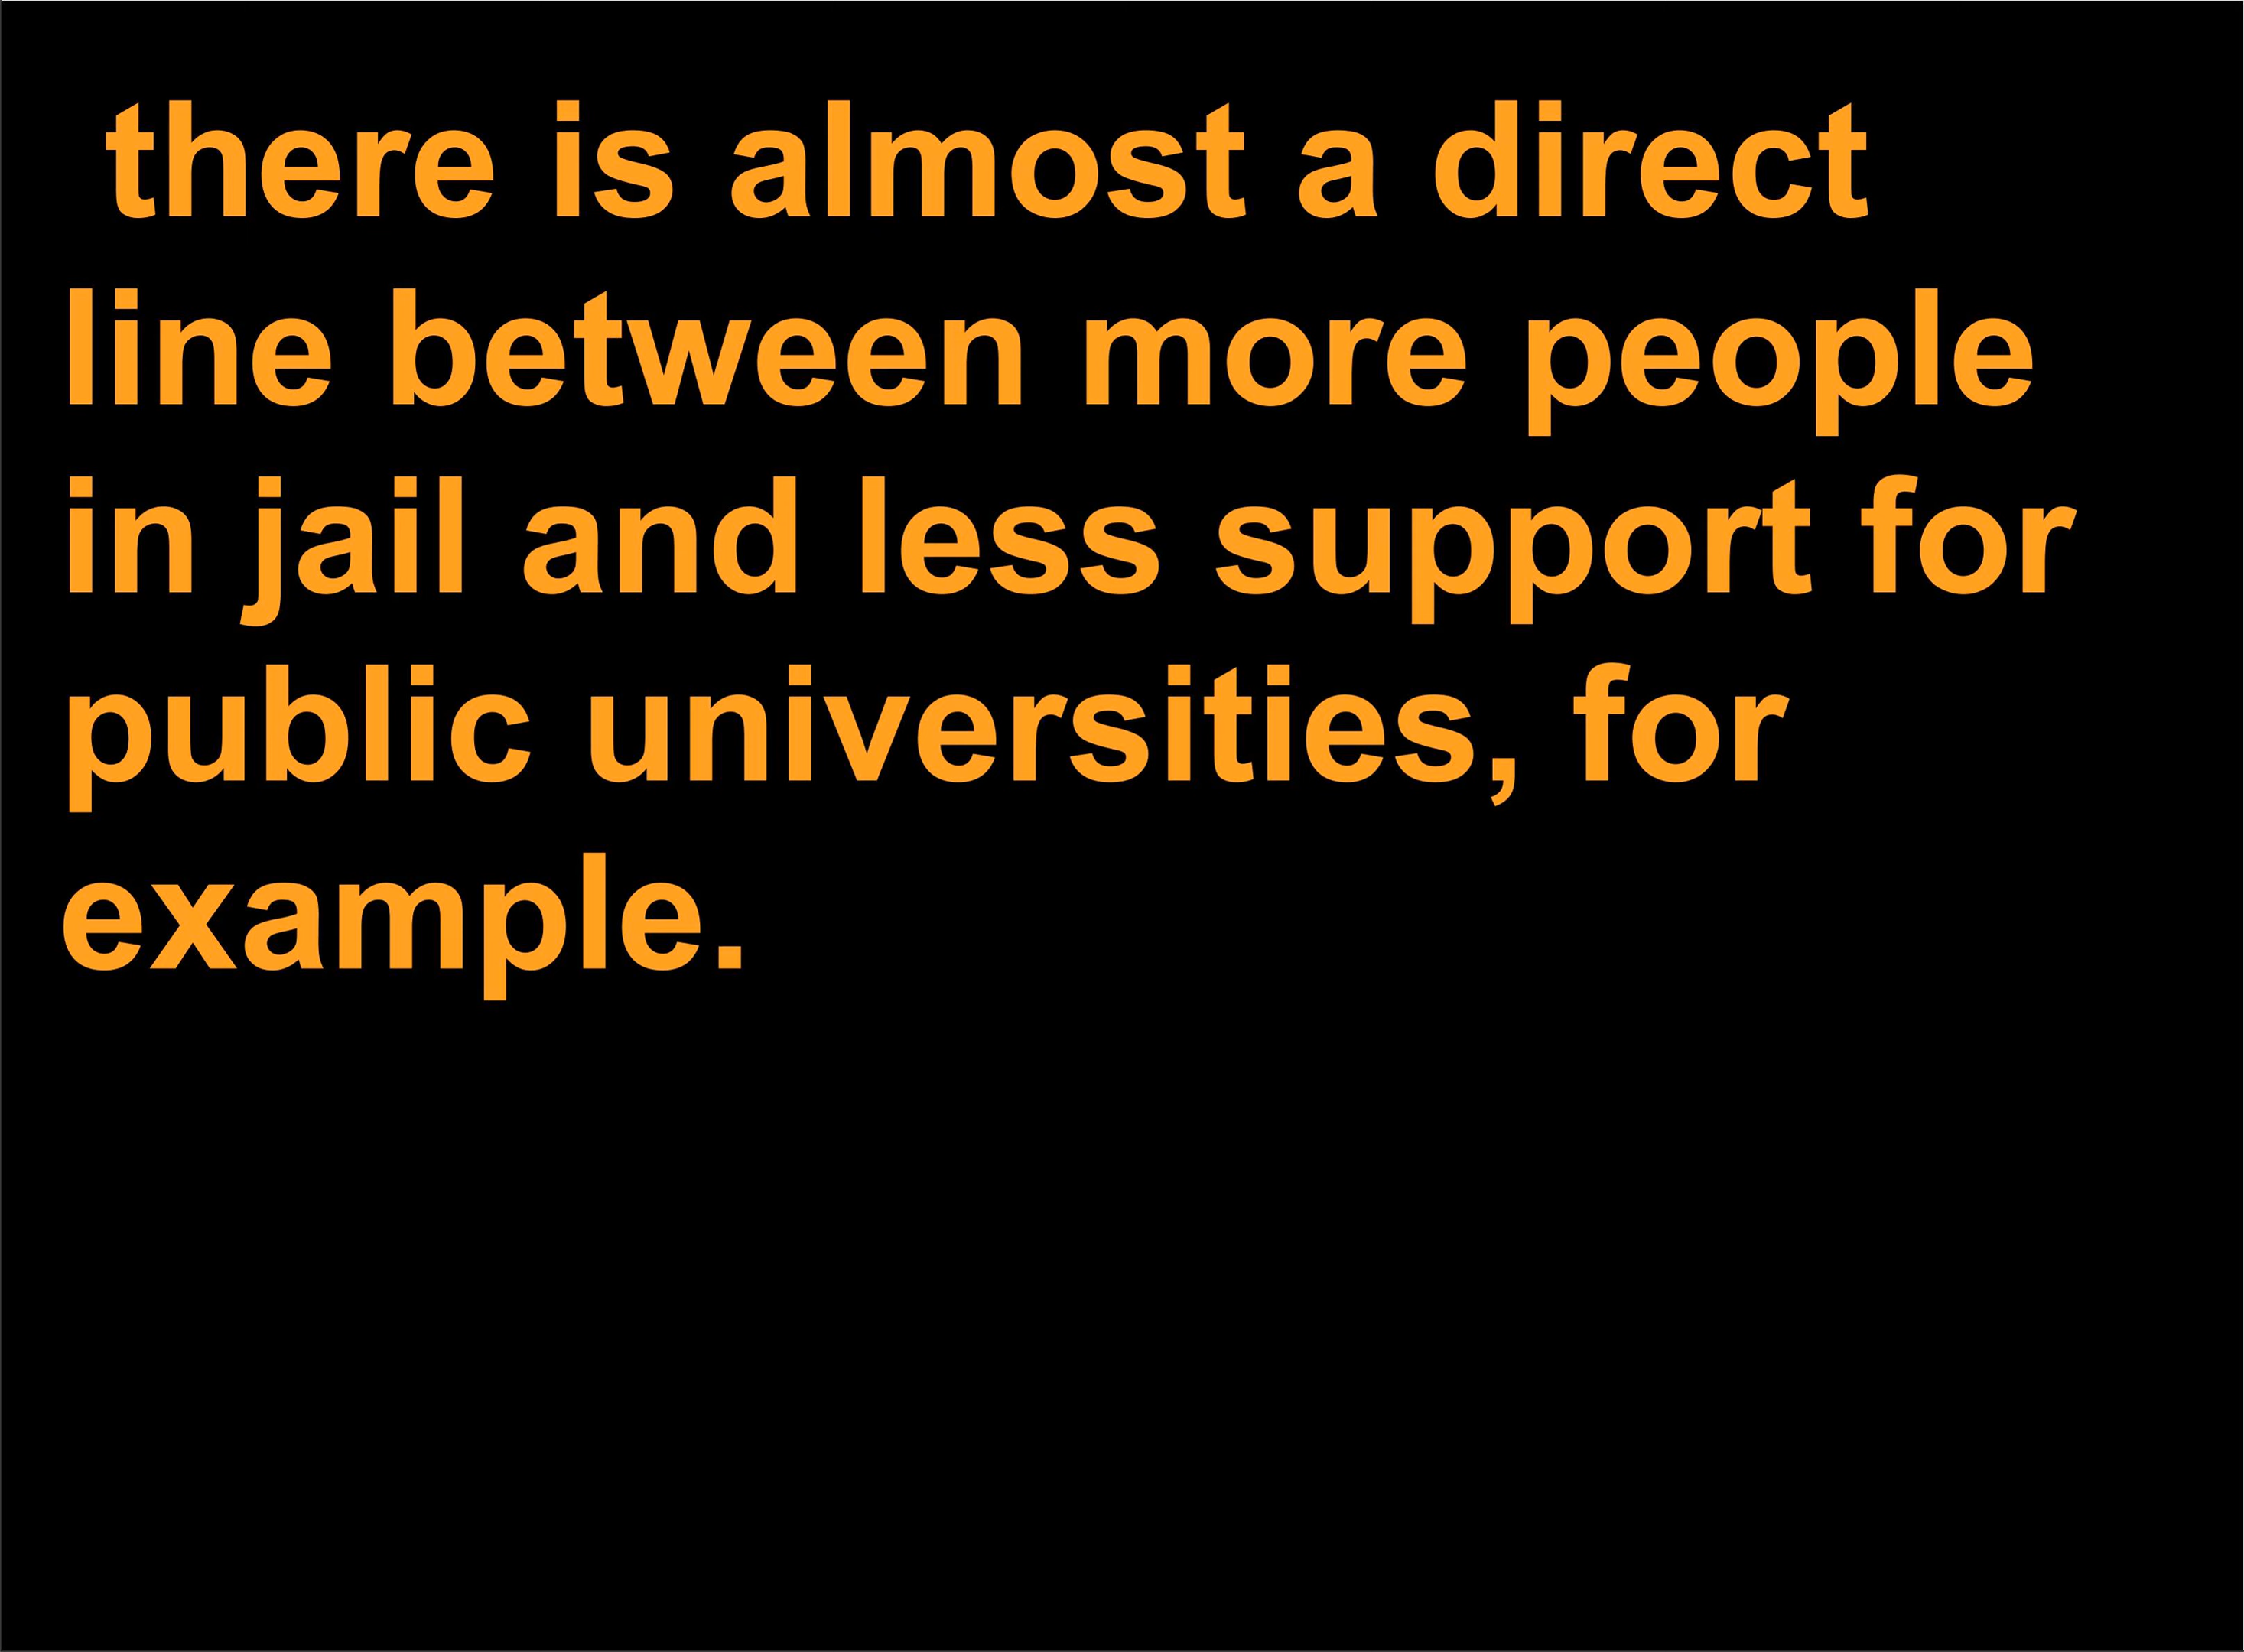 there is almost a direct
line between more people
in jail and less support for
public universities, for
example.